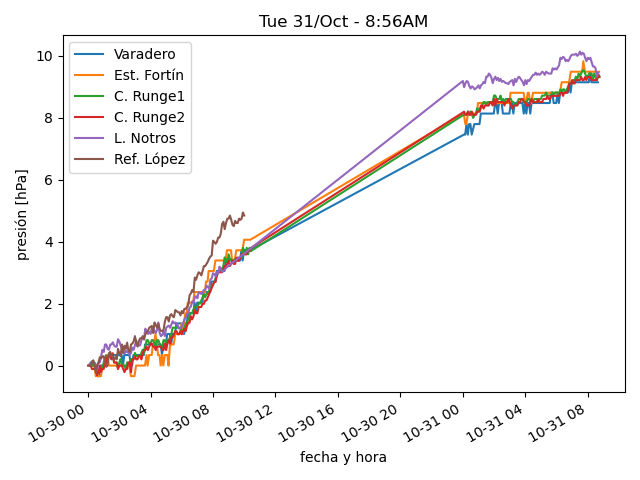 Tue 31/Oct - 8:56AM
Varadero
Est. Fortín
C. Runge1
C. Runge2
L. Notros
Ref. López
presión [hPa]
10
8
6
4
2
0
10-30 00
10-30 04
10-30 08
10-30 12
10-30 16
10-30 20
10-31 00
10-31 04
10-31 08
fecha y hora